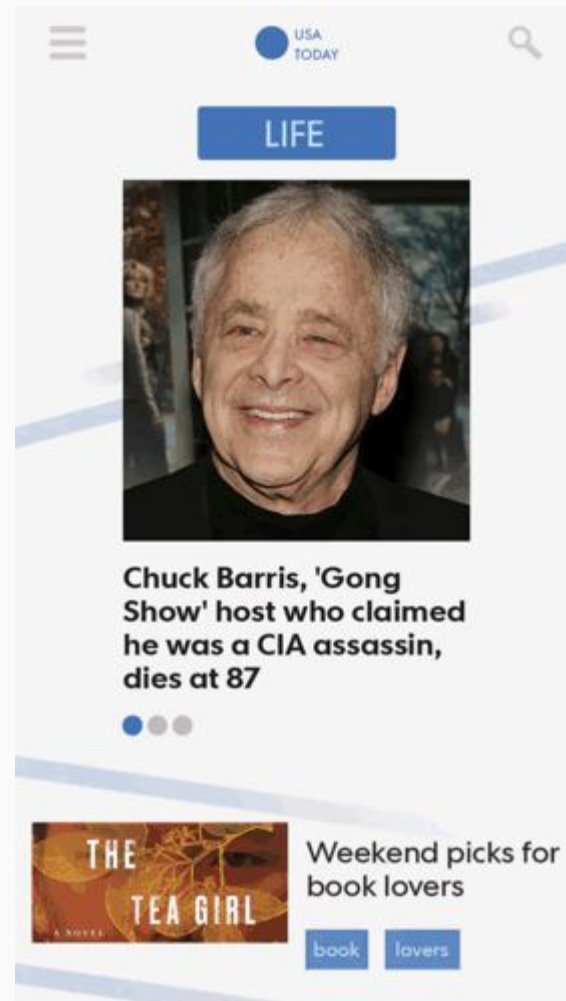 USA
TODAY
LIFE
Chuck Barris, 'Gong
Show' host who claimed
he was a CIA assassin,
dies at 87
THE
TEA GIRL
A NOVEL
Weekend picks for
book lovers
book lovers